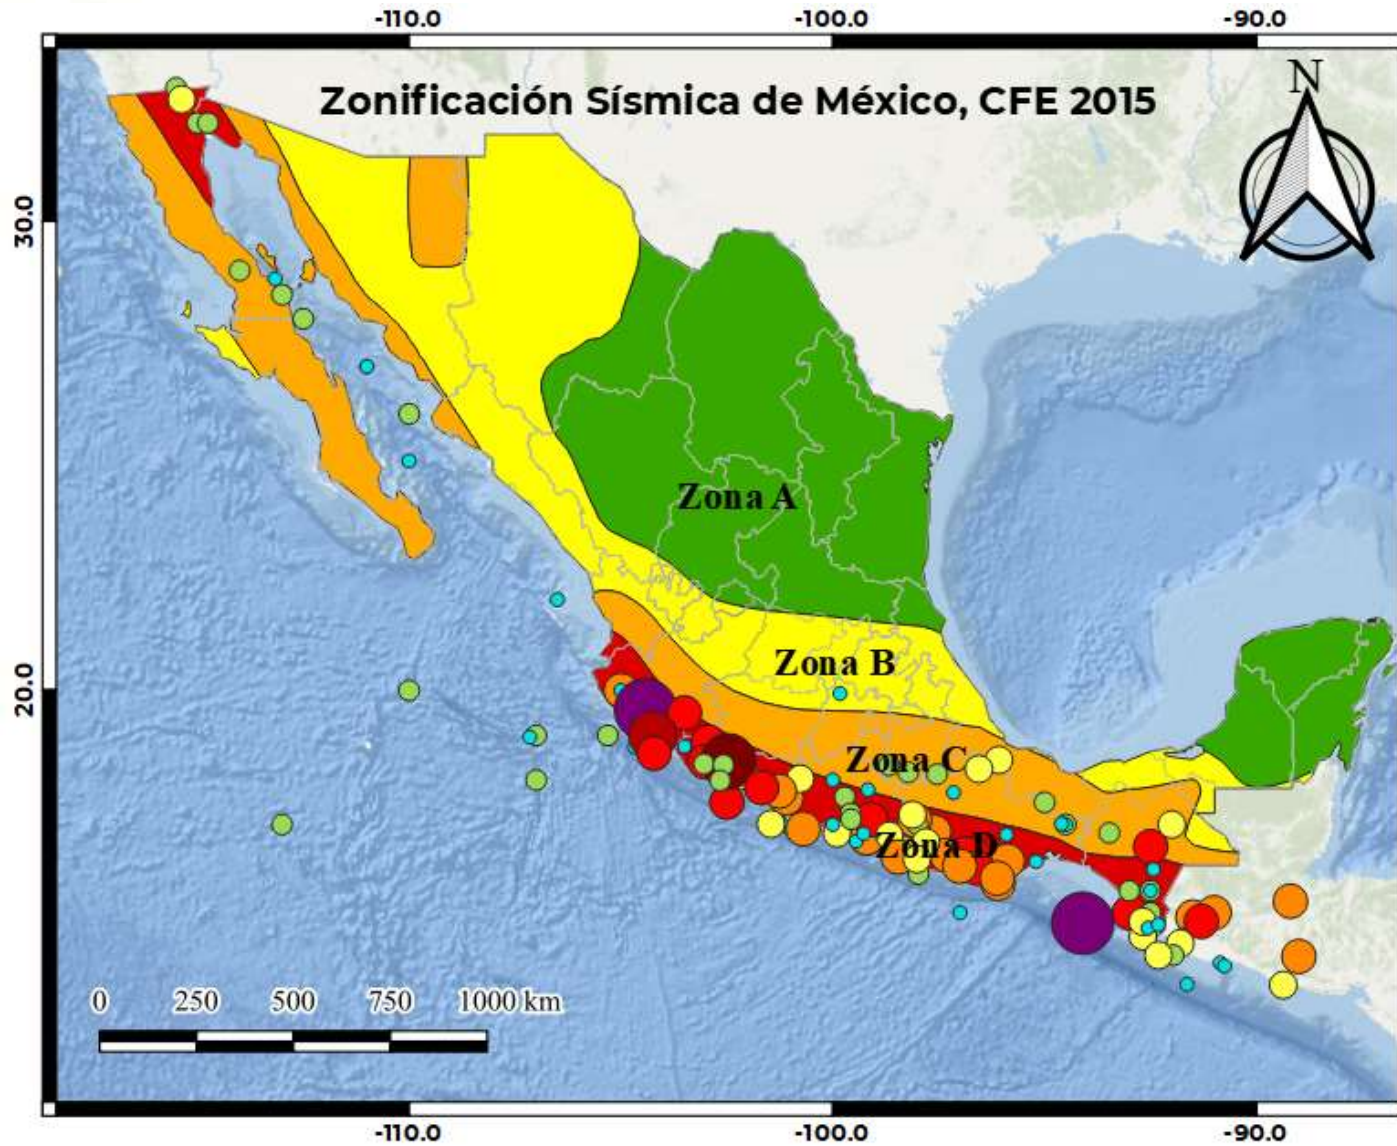 -110.0 -100.0 -90.0
Zonificación Sísmica de México, CFE 2015
N
30.0
Zona A
Zona B
20.0
Zona C
Zona D
0 250 500 750 1000 km
-110.0 -100.0 -90.0